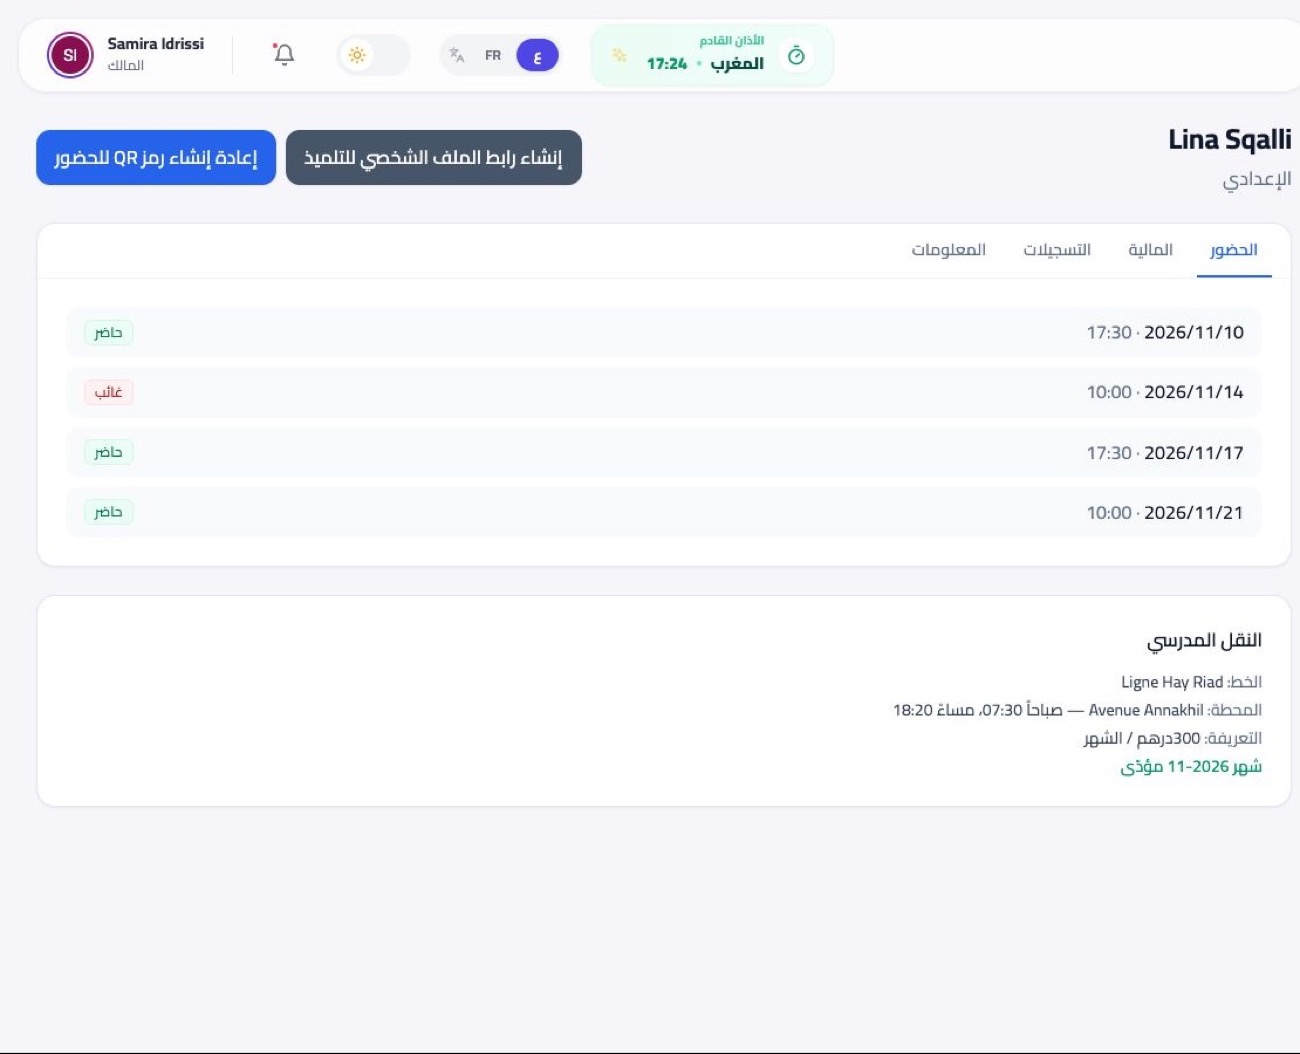 الأذان القادم
المغرب • 17:24
ع
FR
Samira Idrissi
المالك
SI
Lina Sqalli
الإعدادي
إنشاء رابط الملف الشخصي للتلميذ
إعادة إنشاء رمز QR للحضور
الحضور
المالية
التسجيلات
المعلومات
2026/11/10 · 17:30
حاضر
2026/11/14 · 10:00
غائب
2026/11/17 · 17:30
حاضر
2026/11/21 · 10:00
حاضر
النقل المدرسي
الخط: Ligne Hay Riad
المحطة: Avenue Annakhil — صباحاً 07:30، مساءً 18:20
التعريفة: 300درهم / الشهر
شهر 2026-11 مؤدّى